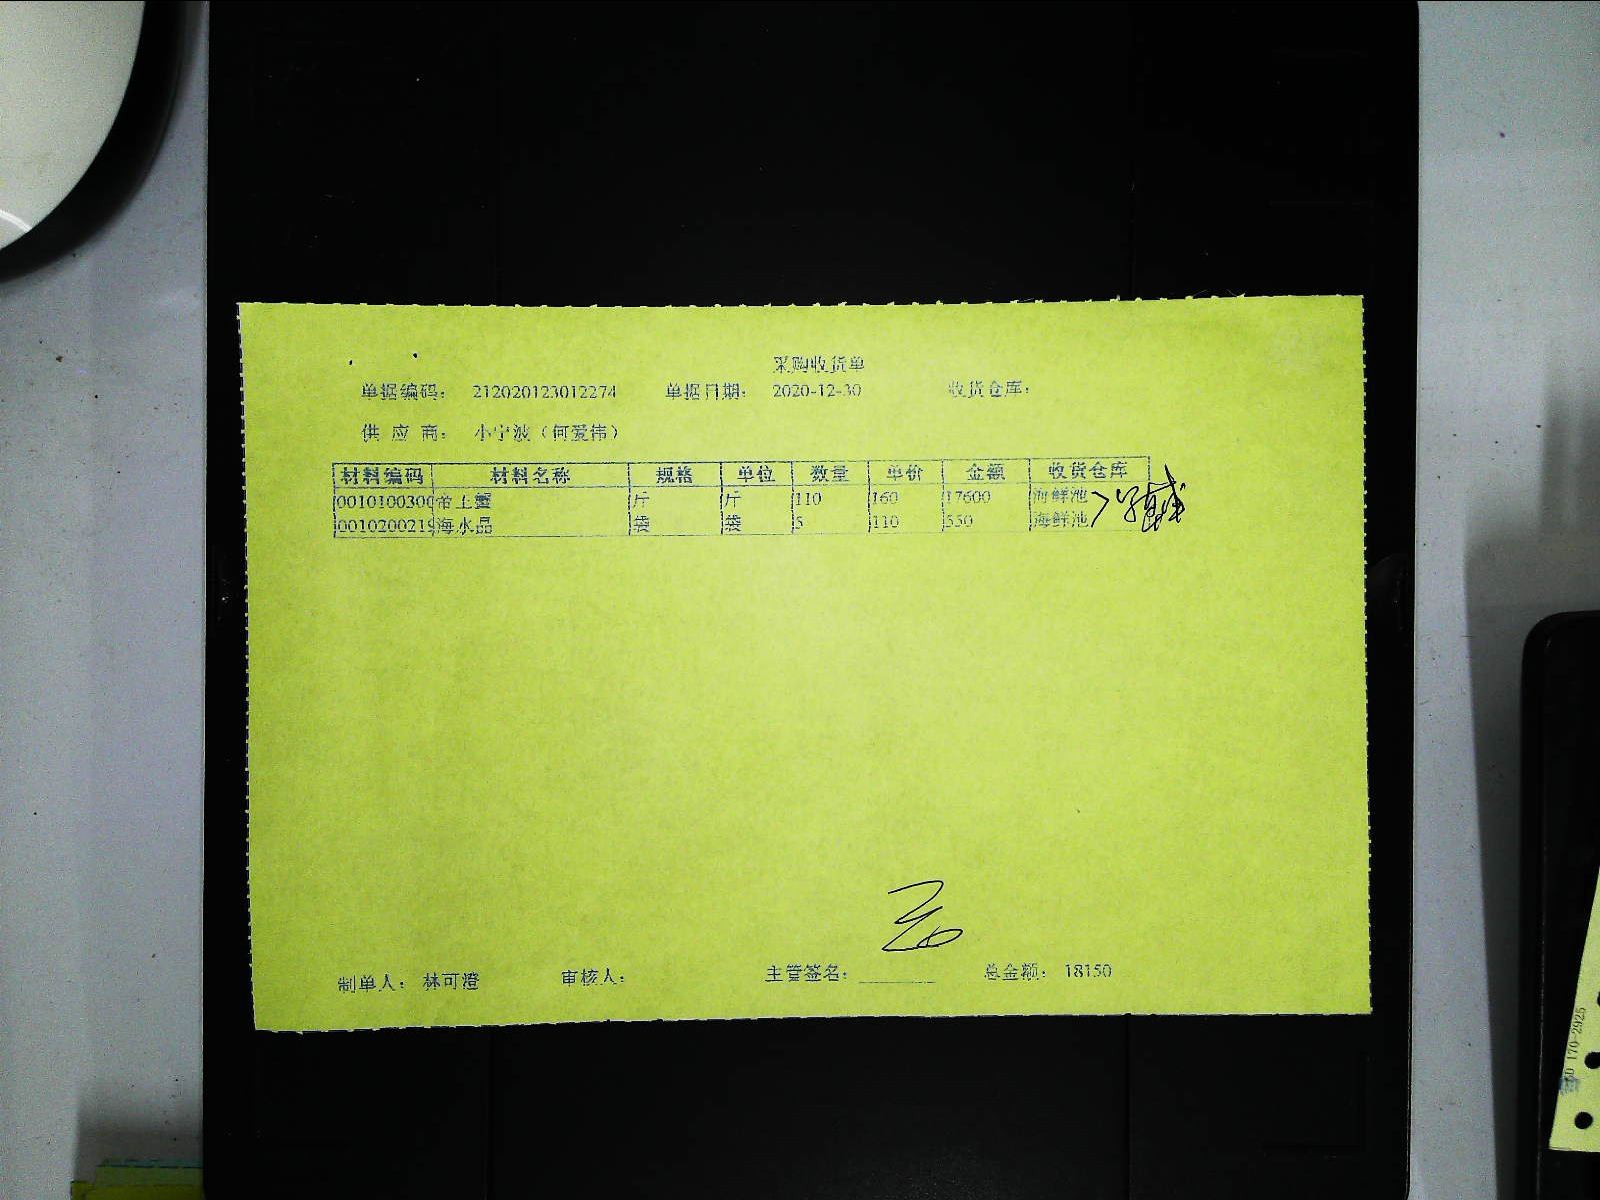 采购收货单
单据编码： 212020123012274 单据日期： 2020-12-30 收货仓库：
供 应 商： 小宁波（何爱伟）
材料编码 材料名称 规格 单位 数量 单价 金额 收货仓库
0010100300 帝王蟹 斤 斤 110 160 17600 海鲜池
0010200219 海水晶 袋 袋 5 110 550 海鲜池
制单人： 林可澄 审核人： 主管签名： 总金额： 18150
170-2925